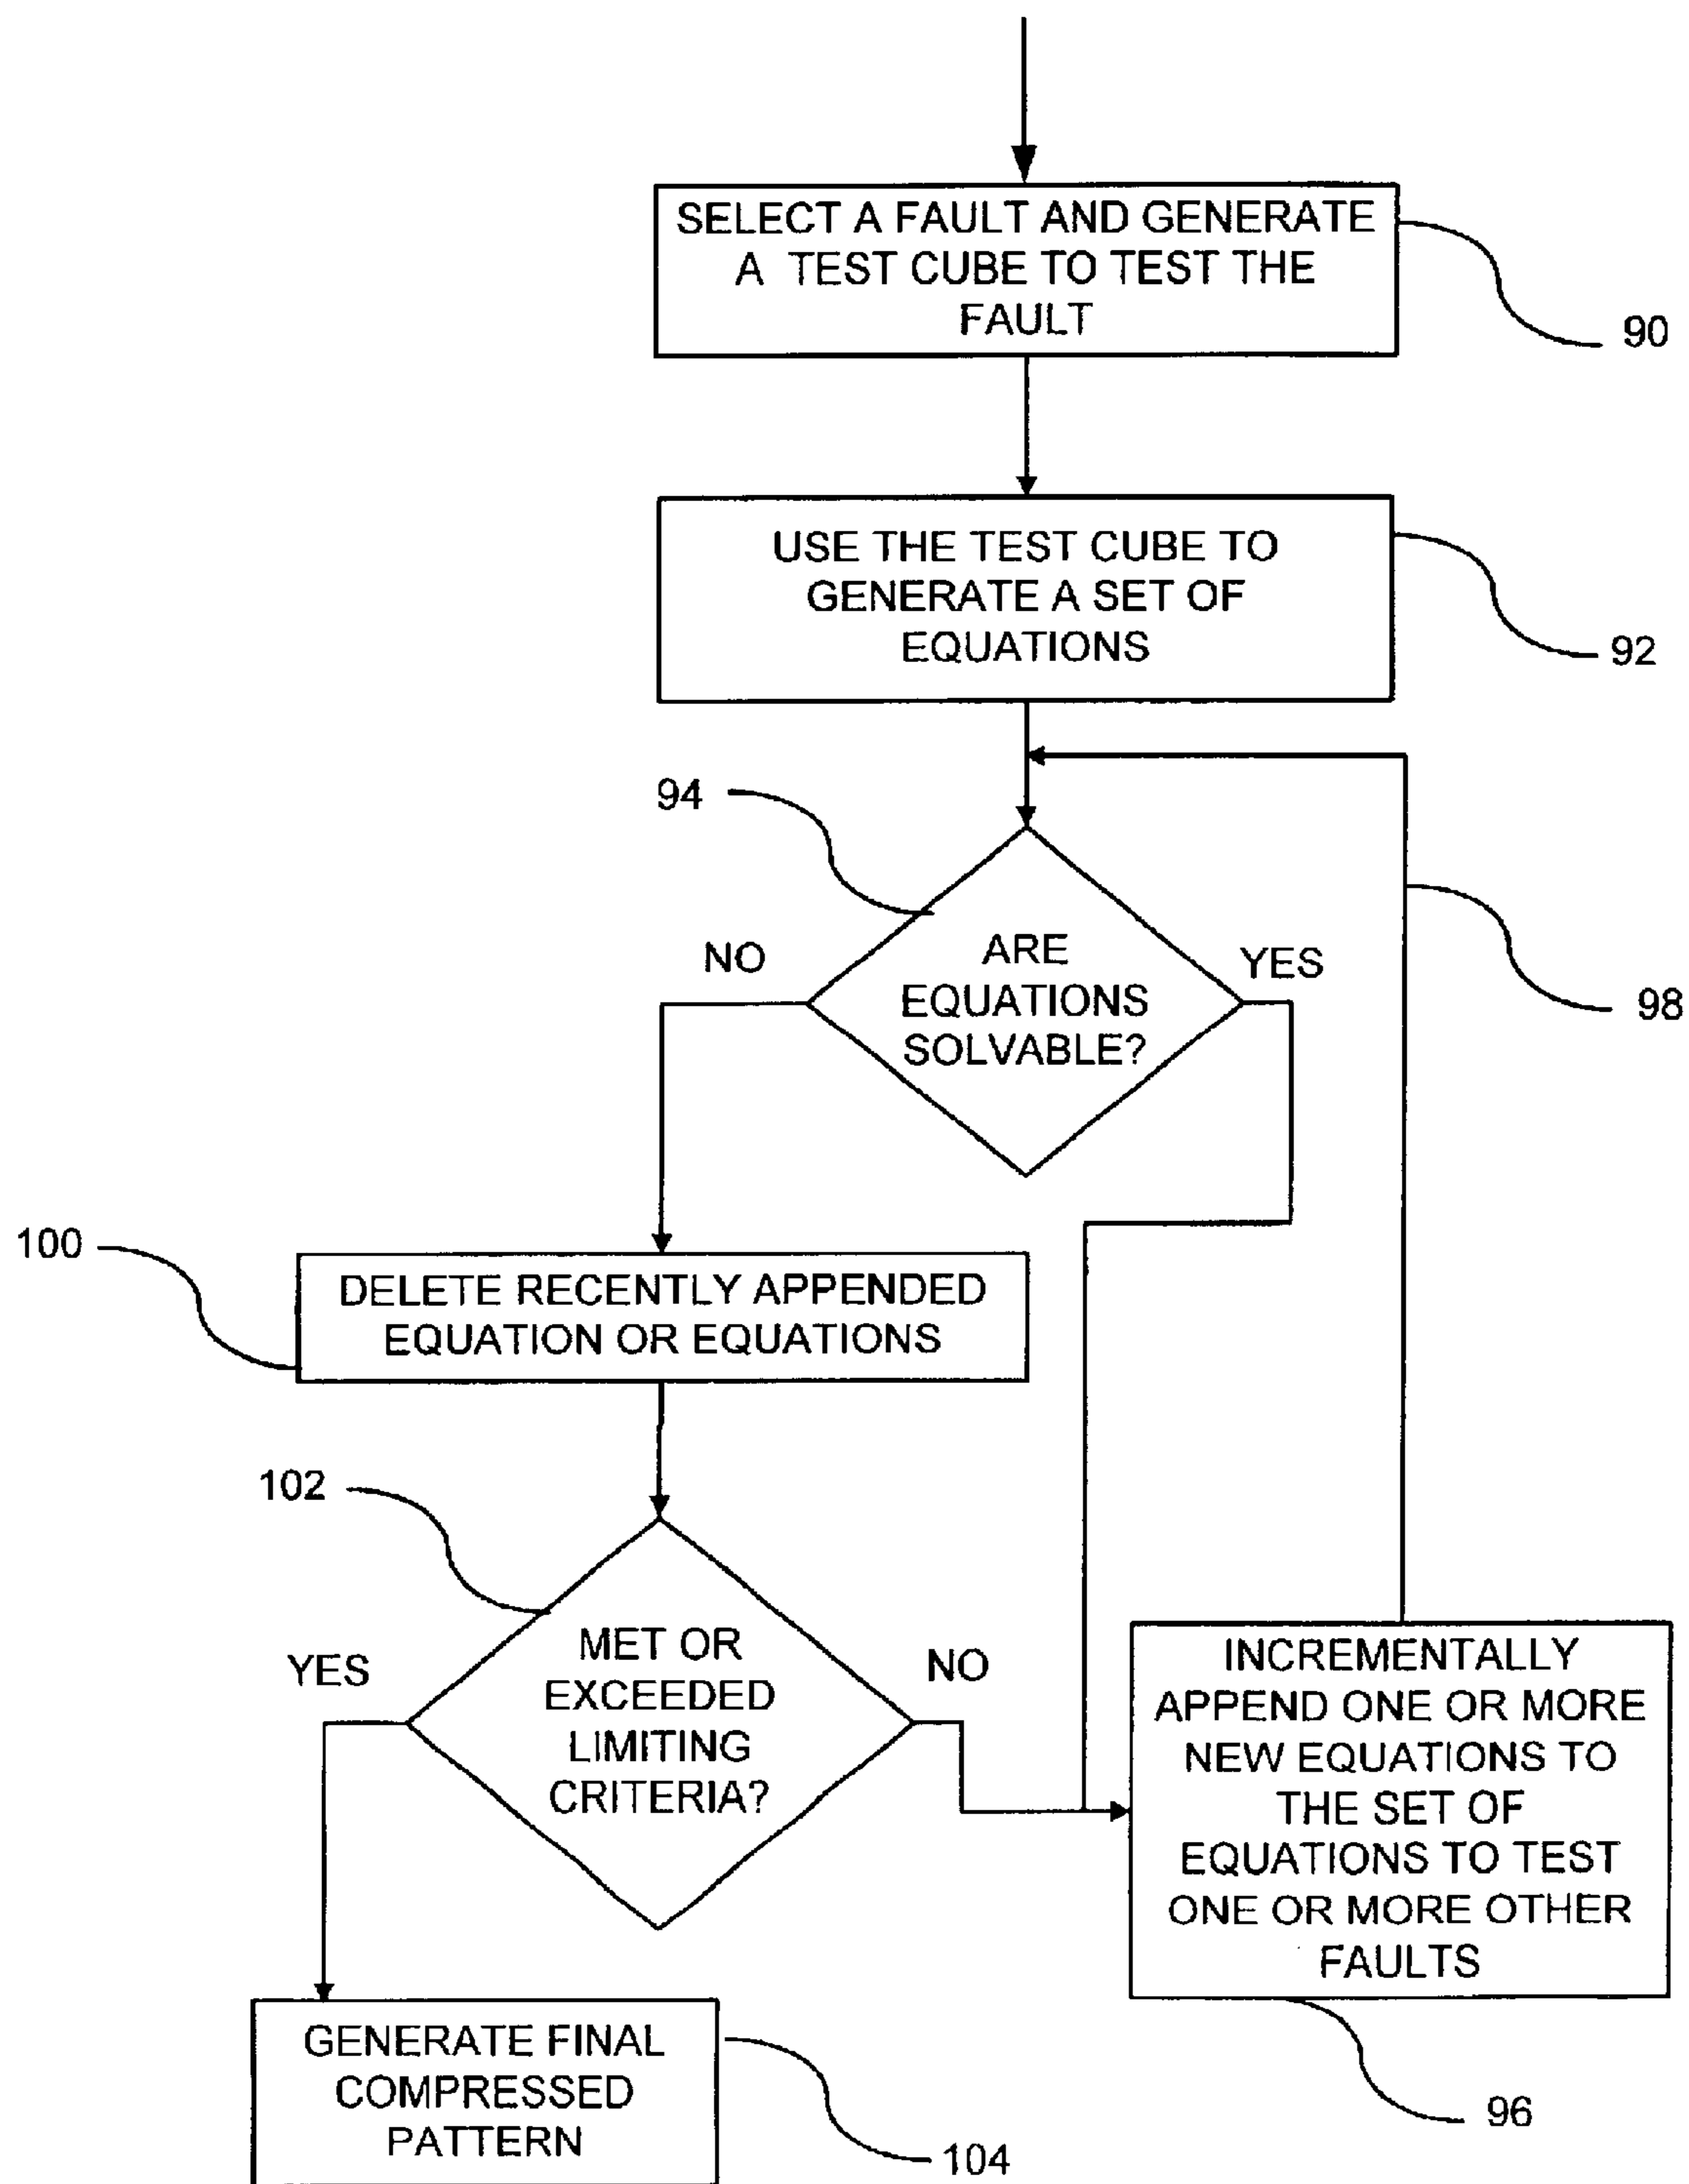 SELECT A FAULT AND GENERATE
A TEST CUBE TO TEST THE
FAULT
90
USE THE TEST CUBE TO
GENERATE A SET OF
EQUATIONS
92
94
NO
ARE
EQUATIONS
SOLVABLE?
YES
98
100
DELETE RECENTLY APPENDED
EQUATION OR EQUATIONS
102
YES
MET OR
EXCEEDED
LIMITING
CRITERIA?
NO
INCREMENTALLY
APPEND ONE OR MORE
NEW EQUATIONS TO
THE SET OF
EQUATIONS TO TEST
ONE OR MORE OTHER
FAULTS
96
GENERATE FINAL
COMPRESSED
PATTERN
104